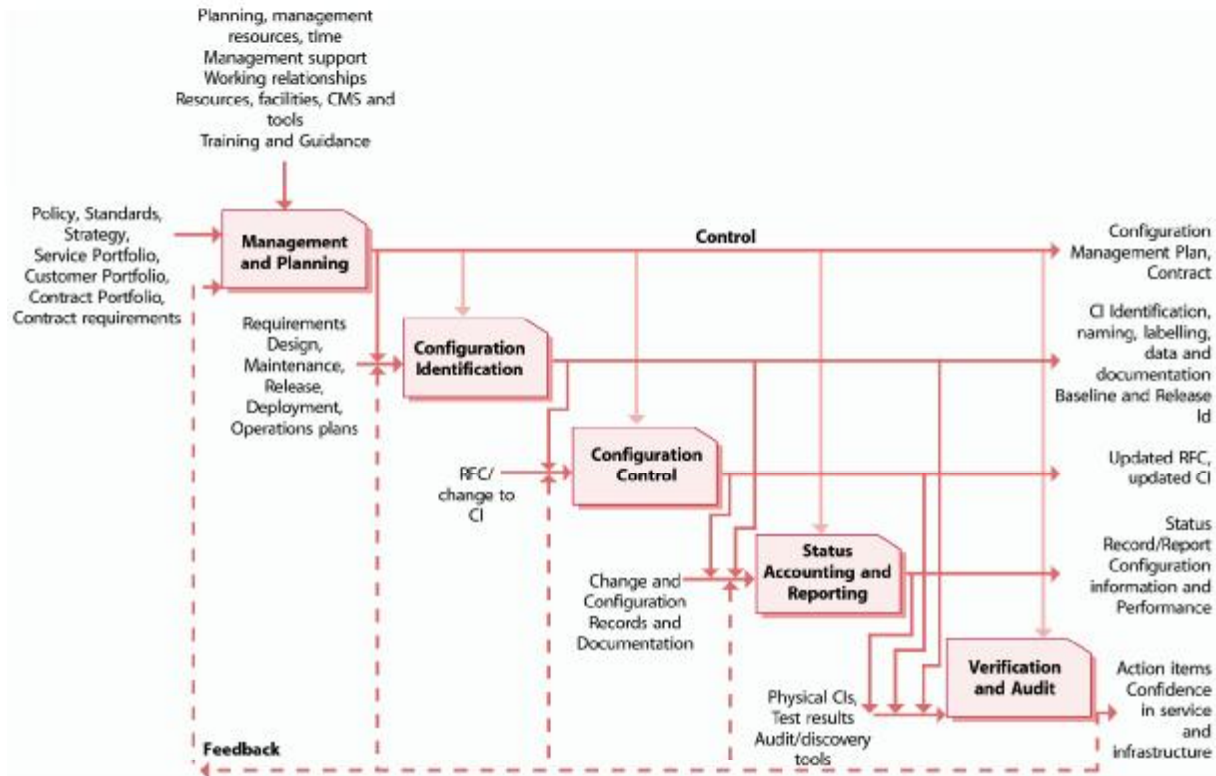 Planning, management
resources, time
Management support
Working relationships
Resources, facilities, CMS and
tools
Training and Guidance
Policy, Standards,
Strategy,
Service Portfolio,
Customer Portfolio,
Contract Portfolio,
Contract requirements
Management
and Planning
Control
Configuration
Management Plan,
Contract
Requirements
Design,
Maintenance,
Release,
Deployment,
Operations plans
Configuration
Identification
CI Identification,
naming, labelling,
data and
documentation
Baseline and Release
Id
RFC/
change to
CI
Configuration
Control
Updated RFC,
updated CI
Change and
Configuration
Records and
Documentation
Status
Accounting and
Reporting
Status
Record/Report
Configuration
information and
Performance
Physical CIs,
Test results
Audit/discovery
tools
Verification
and Audit
Action items
Confidence
in service
and
infrastructure
Feedback